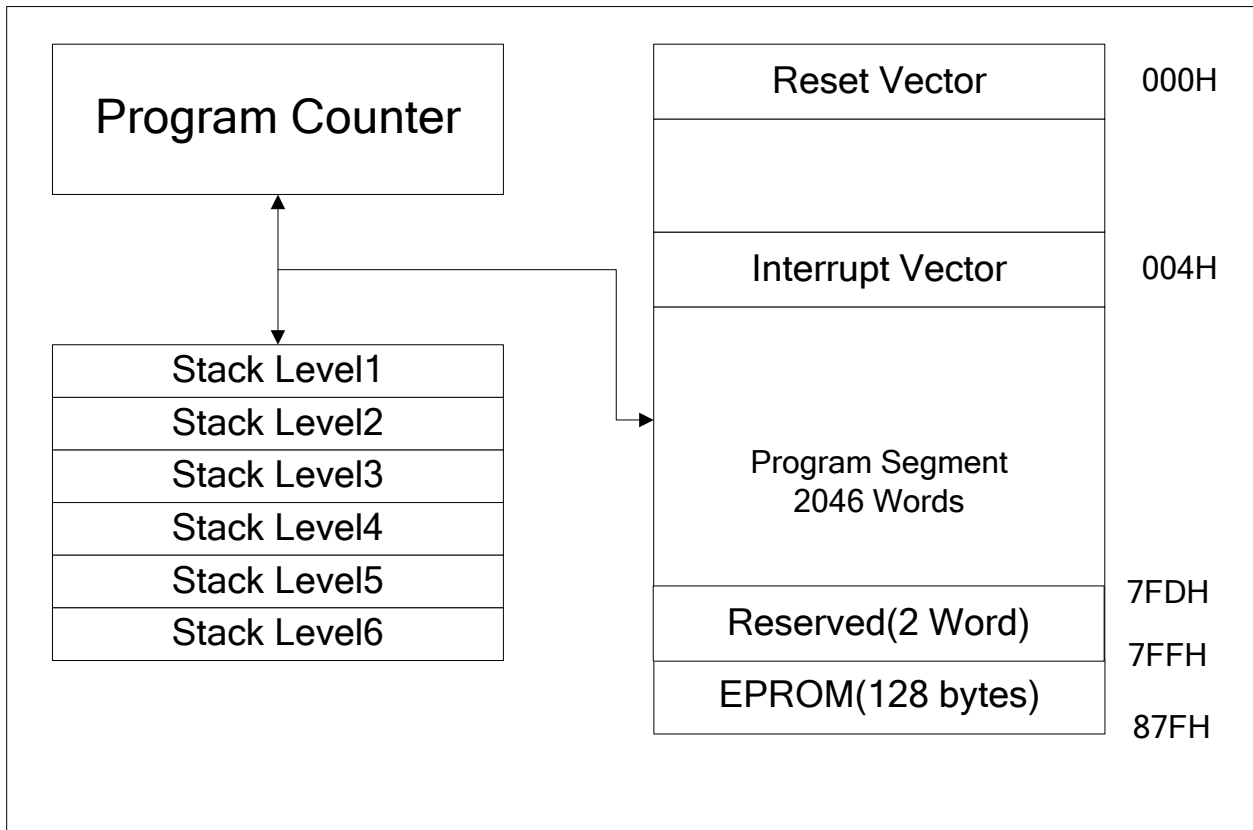 Program Counter
Stack Level1
Stack Level2
Stack Level3
Stack Level4
Stack Level5
Stack Level6
Reset Vector
000H
Interrupt Vector
004H
Program Segment
2046 Words
7FDH
Reserved(2 Word)
7FFH
EPROM(128 bytes)
87FH